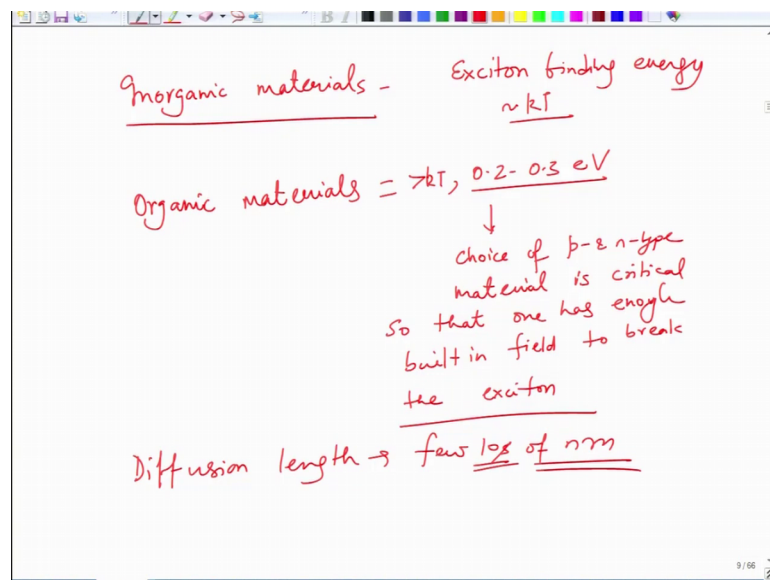 Inorganic materials - Exciton binding energy
~ kT
Organic materials = >kT, 0.2 - 0.3 eV
↓
choice of p- & n-type
material is critical
so that one has enogh
built in field to break
the exciton
Diffusion length → few 10s of nm
9 / 66